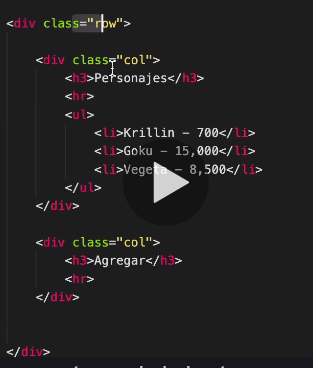 <div class="row">
<div class="col">
<h3>Personajes</h3>
<hr>
<ul>
<li>Krillin - 700</li>
<li>Goku - 15,000</li>
<li>Vegeta - 8,500</li>
</ul>
</div>
<div class="col">
<h3>Agregar</h3>
<hr>
</div>
</div>